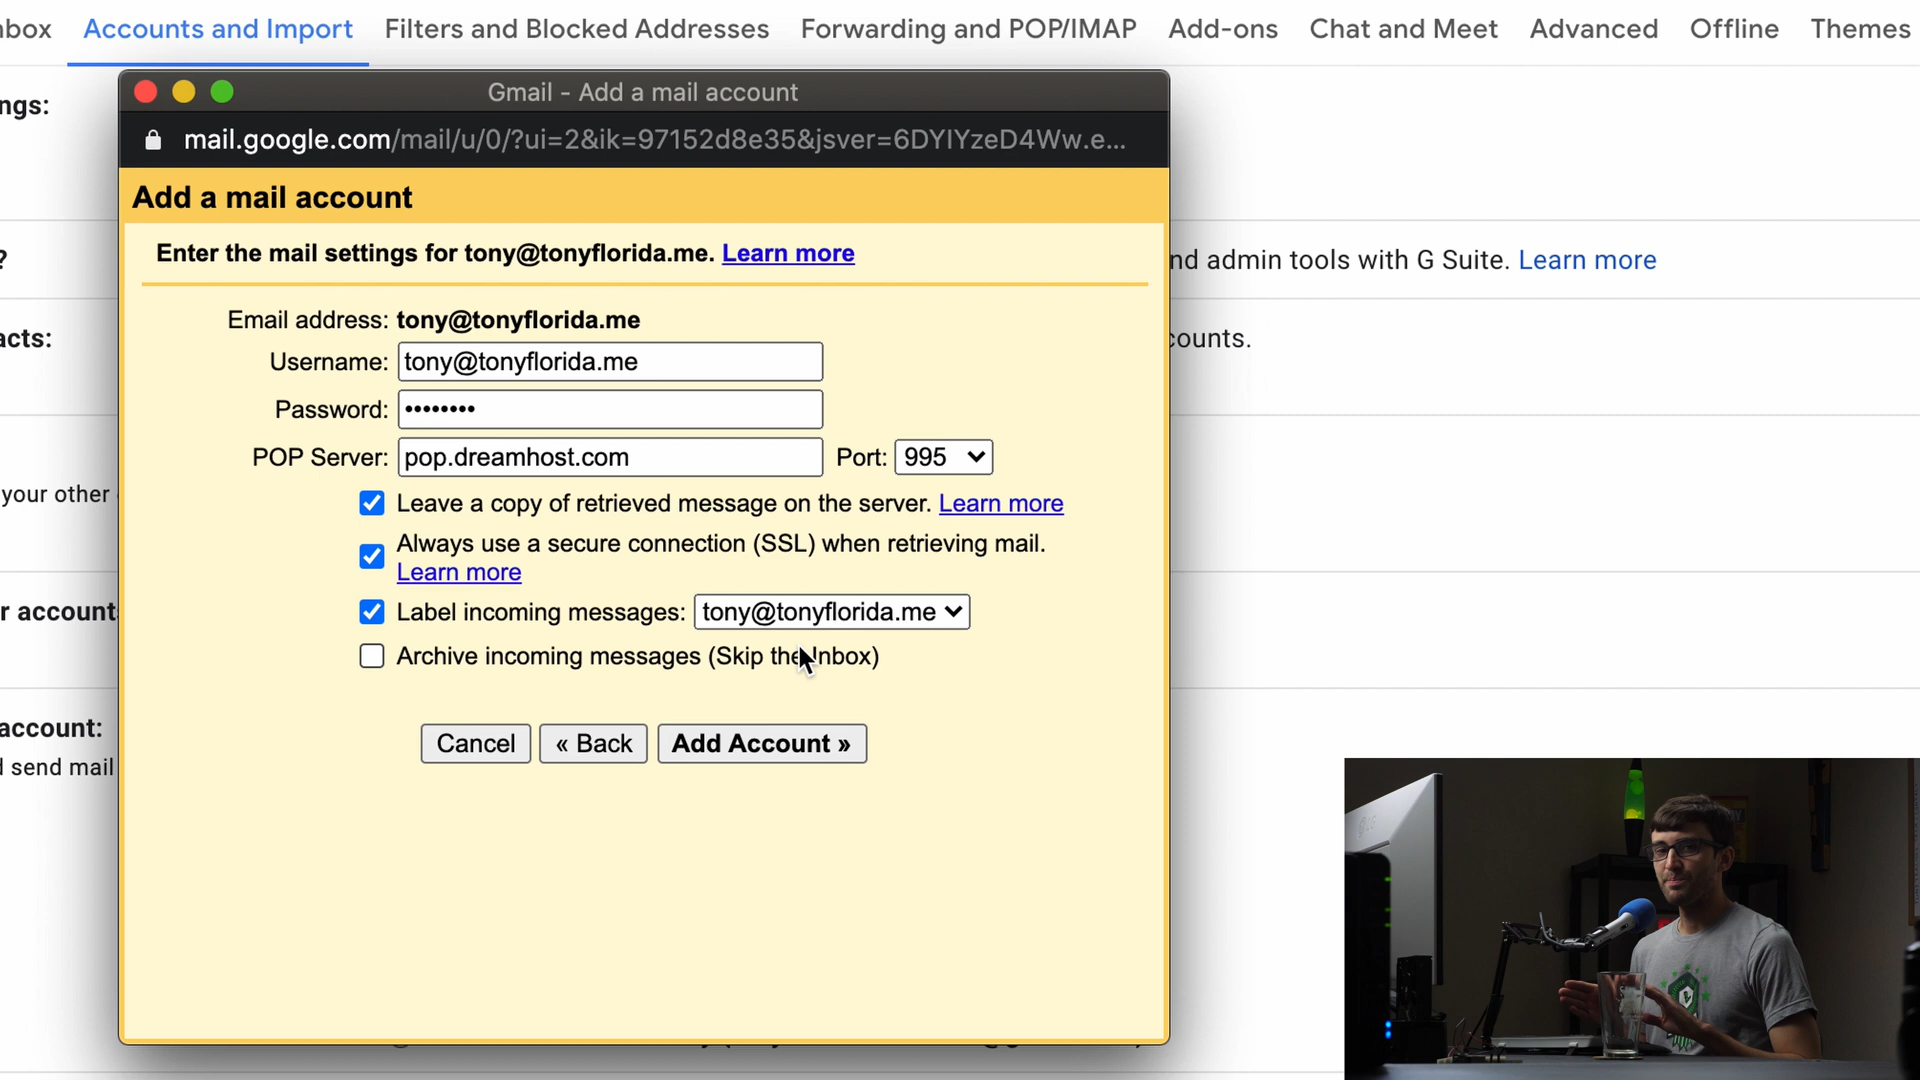 nbox Accounts and Import Filters and Blocked Addresses Forwarding and POP/IMAP Add-ons Chat and Meet Advanced Offline Themes
ngs:
Gmail - Add a mail account
mail.google.com/mail/u/0/?ui=2&ik=97152d8e35&jsver=6DYIYzeD4Ww.e...
Add a mail account
Enter the mail settings for tony@tonyflorida.me. Learn more
? nd admin tools with G Suite. Learn more
Email address: tony@tonyflorida.me
acts: counts.
Username: tony@tonyflorida.me
Password: ••••••••
POP Server: pop.dreamhost.com Port: 995
your other
Leave a copy of retrieved message on the server. Learn more
Always use a secure connection (SSL) when retrieving mail.
Learn more
r account
Label incoming messages: tony@tonyflorida.me
Archive incoming messages (Skip the Inbox)
account:
Cancel « Back Add Account »
d send mail